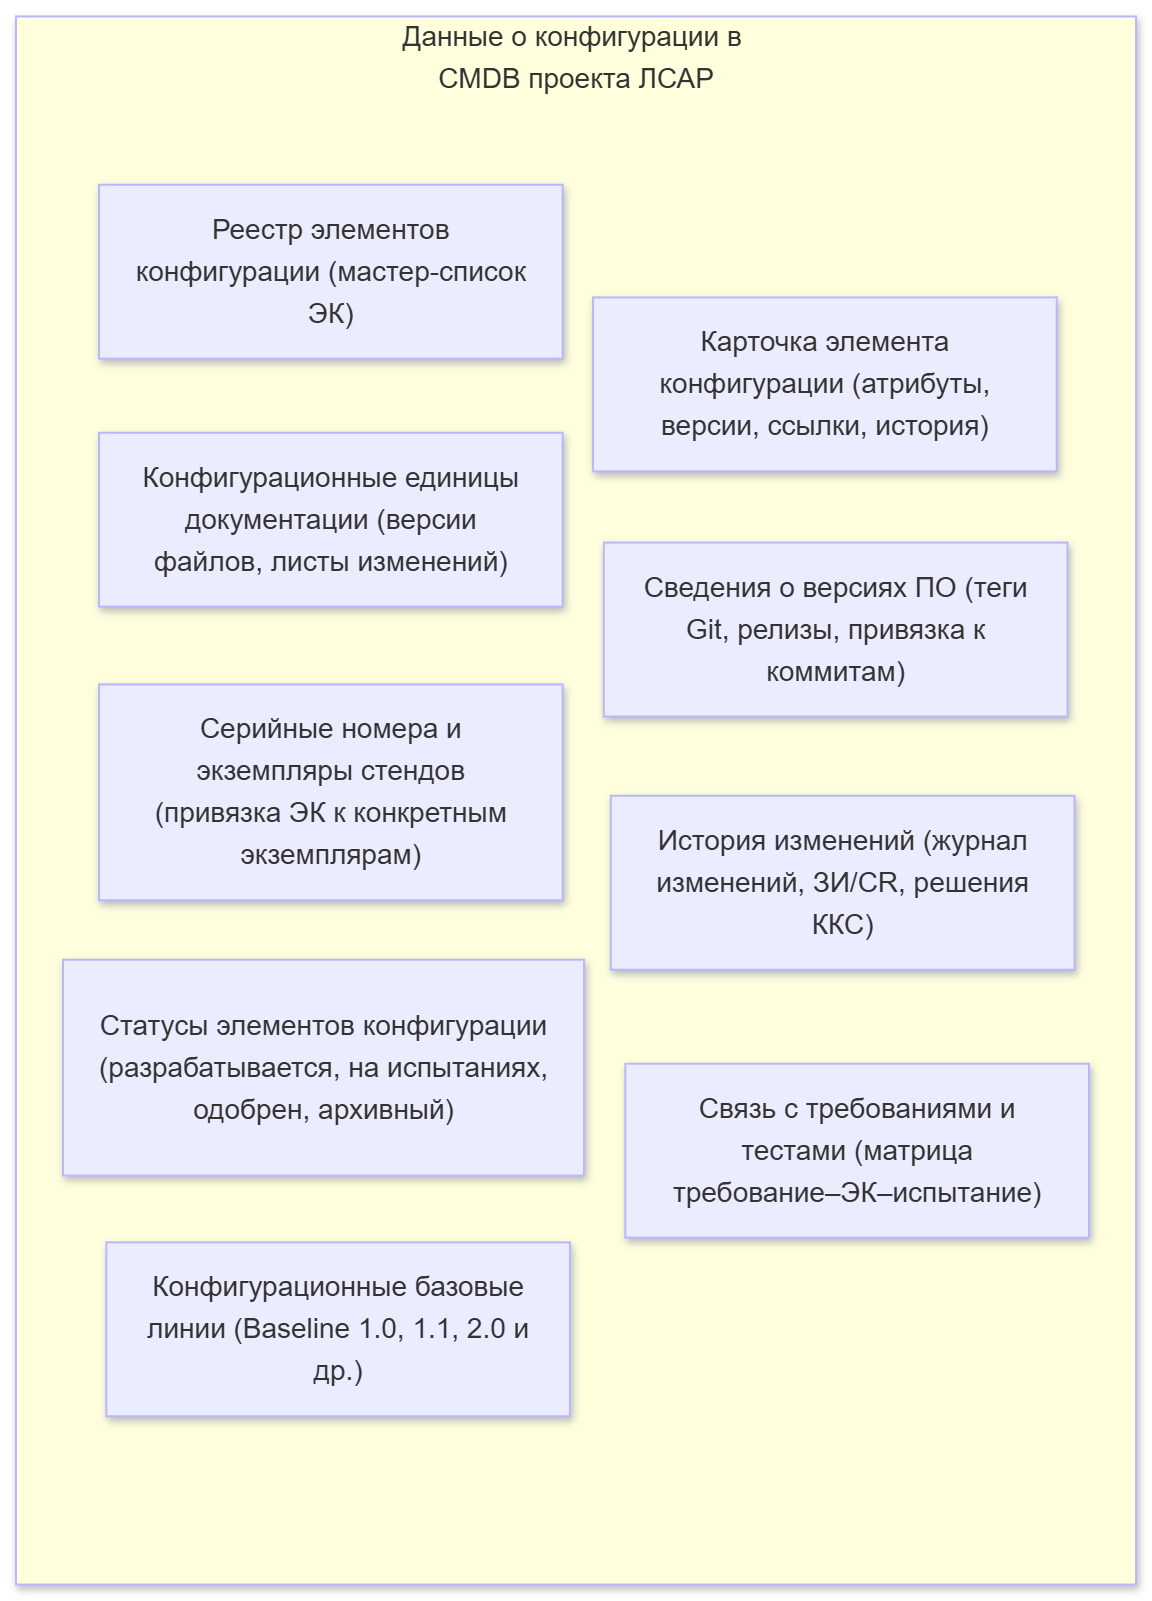 Данные о конфигурации в
CMDB проекта ЛСАР
Реестр элементов
конфигурации (мастер-список
ЭК)
Карточка элемента
конфигурации (атрибуты,
версии, ссылки, история)
Конфигурационные единицы
документации (версии
файлов, листы изменений)
Сведения о версиях ПО (теги
Git, релизы, привязка к
коммитам)
Серийные номера и
экземпляры стендов
(привязка ЭК к конкретным
экземплярам)
История изменений (журнал
изменений, ЗИ/CR, решения
ККС)
Статусы элементов конфигурации
(разрабатывается, на испытаниях,
одобрен, архивный)
Связь с требованиями и
тестами (матрица
требование–ЭК–испытание)
Конфигурационные базовые
линии (Baseline 1.0, 1.1, 2.0 и
др.)